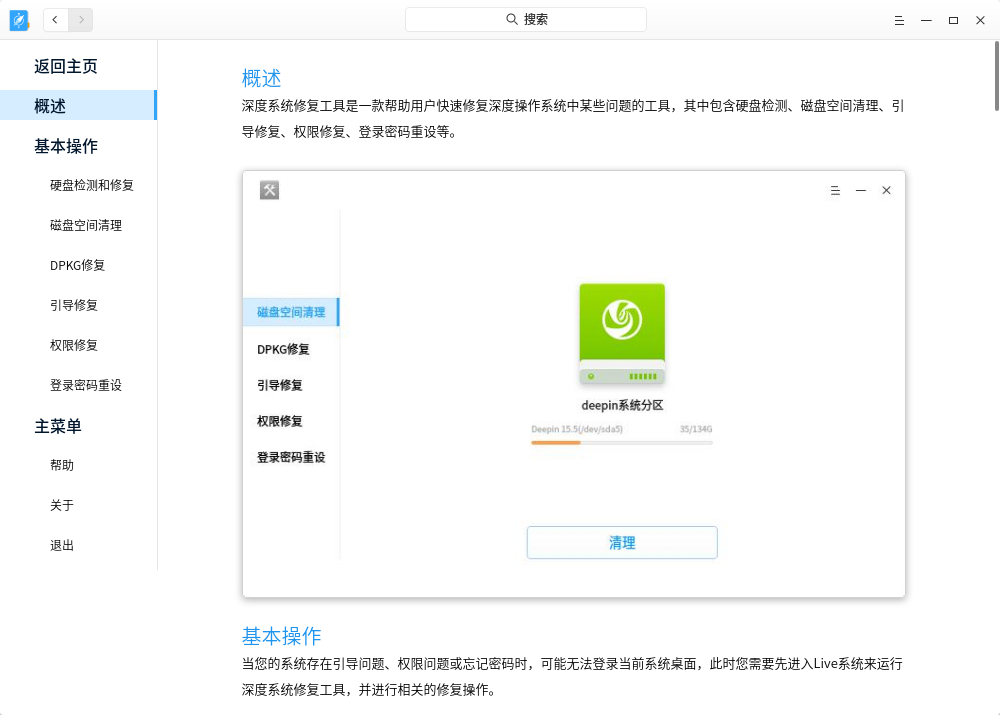 搜索
返回主页
概述
基本操作
硬盘检测和修复
磁盘空间清理
DPKG修复
引导修复
权限修复
登录密码重设
主菜单
帮助
关于
退出
概述
深度系统修复工具是一款帮助用户快速修复深度操作系统中某些问题的工具，其中包含硬盘检测、磁盘空间清理、引
导修复、权限修复、登录密码重设等。
磁盘空间清理
DPKG修复
引导修复
权限修复
登录密码重设
deepin系统分区
Deepin 15.5(/dev/sda5) 35/134G
清理
基本操作
当您的系统存在引导问题、权限问题或忘记密码时，可能无法登录当前系统桌面，此时您需要先进入Live系统来运行
深度系统修复工具，并进行相关的修复操作。